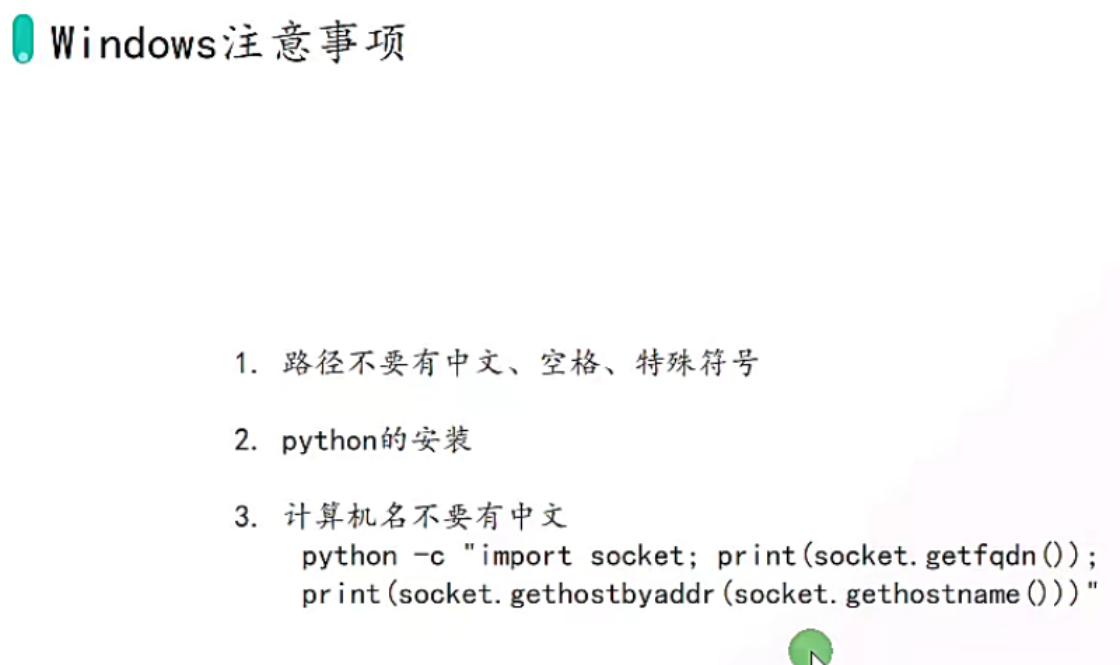 Windows注意事项
1. 路径不要有中文、空格、特殊符号
2. python的安装
3. 计算机名不要有中文
python -c "import socket; print(socket.getfqdn());
print(socket.gethostbyaddr(socket.gethostname()))"